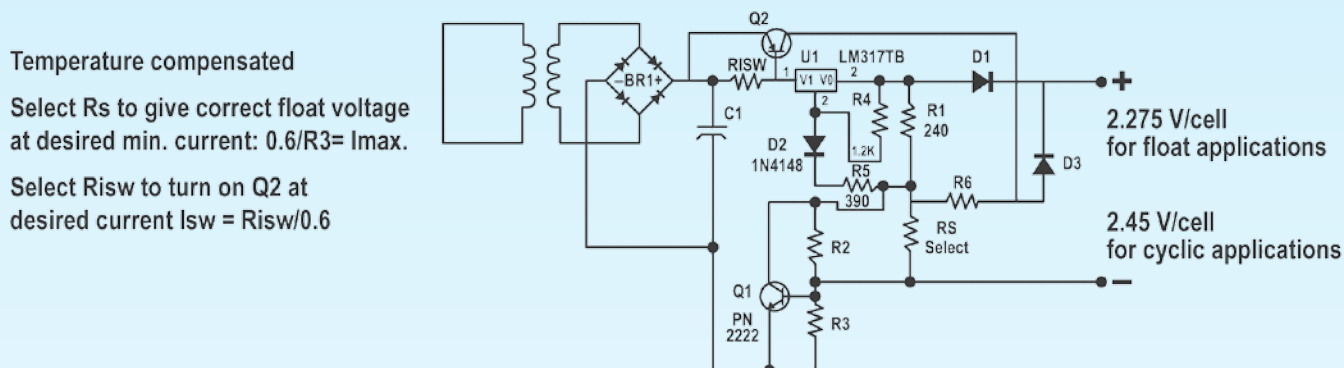 Temperature compensated
Select Rs to give correct float voltage
at desired min. current: 0.6/R3= Imax.
Select Risw to turn on Q2 at
desired current Isw = Risw/0.6
Q2
U1
LM317TB
D1
RISW
1
V1 V0
2
–BR1+
+
2
R4
R1
240
C1
2.275 V/cell
for float applications
D2
1N4148
1.2K
D3
R5
390
R6
2.45 V/cell
for cyclic applications
RS
Select
R2
–
Q1
PN
2222
R3